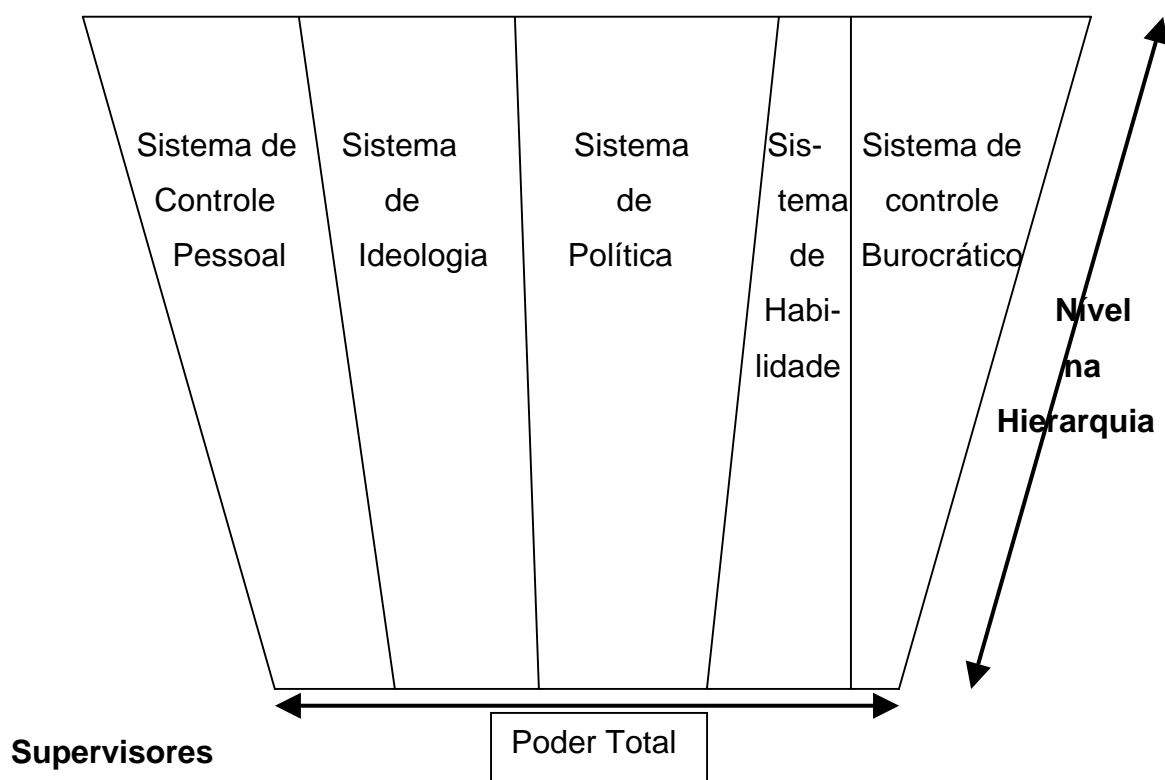 Sistema de
Controle
Pessoal
Sistema
de
Ideologia
Sistema
de
Política
Sis-
tema
de
Habi-
lidade
Sistema de
controle
Burocrático
Nível
na
Hierarquia
Poder Total
Supervisores